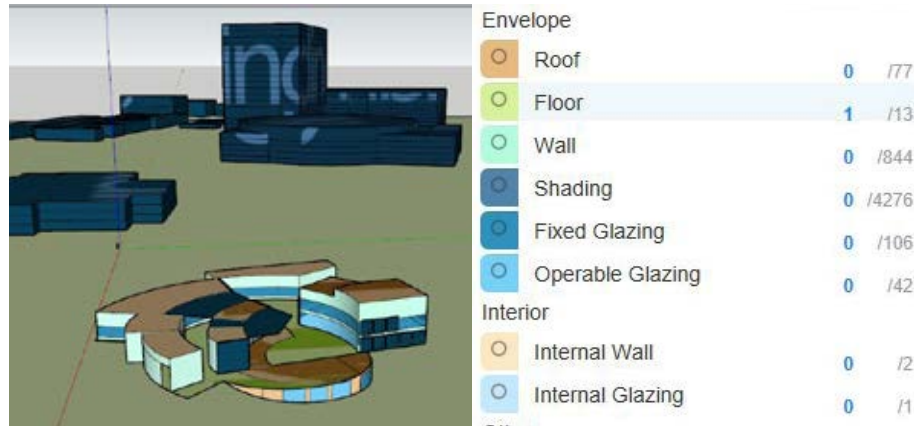 Envelope
Roof 0 /77
Floor 1 /13
Wall 0 /844
Shading 0 /4276
Fixed Glazing 0 /106
Operable Glazing 0 /42
Interior
Internal Wall 0 /2
Internal Glazing 0 /1